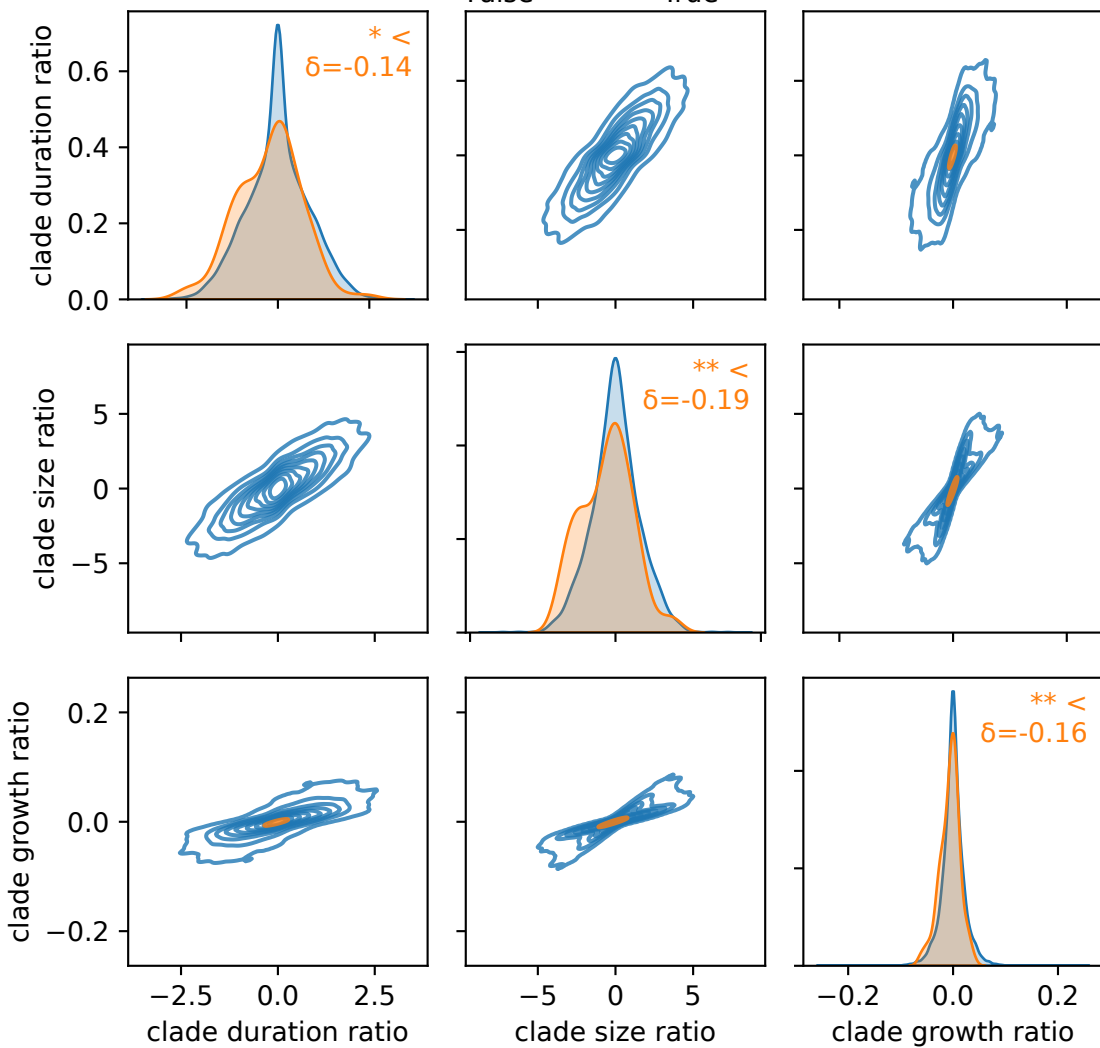 * <
δ=-0.14
clade duration ratio
0.6
0.4
0.2
0.0
** <
δ=-0.19
clade size ratio
5
0
−5
** <
δ=-0.16
clade growth ratio
0.2
0.0
−0.2
−2.5 0.0 2.5 −5 0 5 −0.2 0.0 0.2
clade duration ratio clade size ratio clade growth ratio